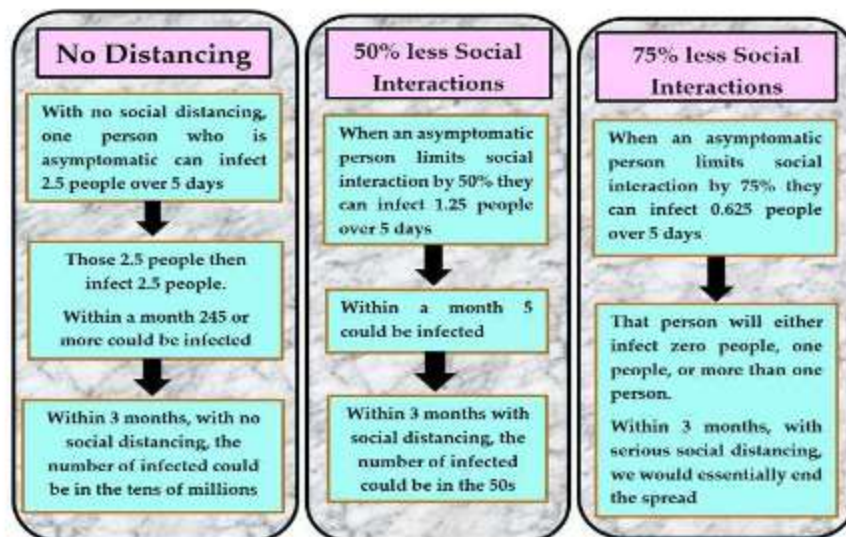 No Distancing
With no social distancing,
one person who is
asymptomatic can infect
2.5 people over 5 days
Those 2.5 people then
infect 2.5 people.
Within a month 245 or
more could be infected
Within 3 months, with no
social distancing, the
number of infected could
be in the tens of millions
50% less Social
Interactions
When an asymptomatic
person limits social
interaction by 50% they
can infect 1.25 people
over 5 days
Within a month 5
could be infected
Within 3 months with
social distancing, the
number of infected
could be in the 50s
75% less Social
Interactions
When an asymptomatic
person limits social
interaction by 75% they
can infect 0.625 people
over 5 days
That person will either
infect zero people, one
people, or more than one
person.
Within 3 months, with
serious social distancing,
we would essentially end
the spread